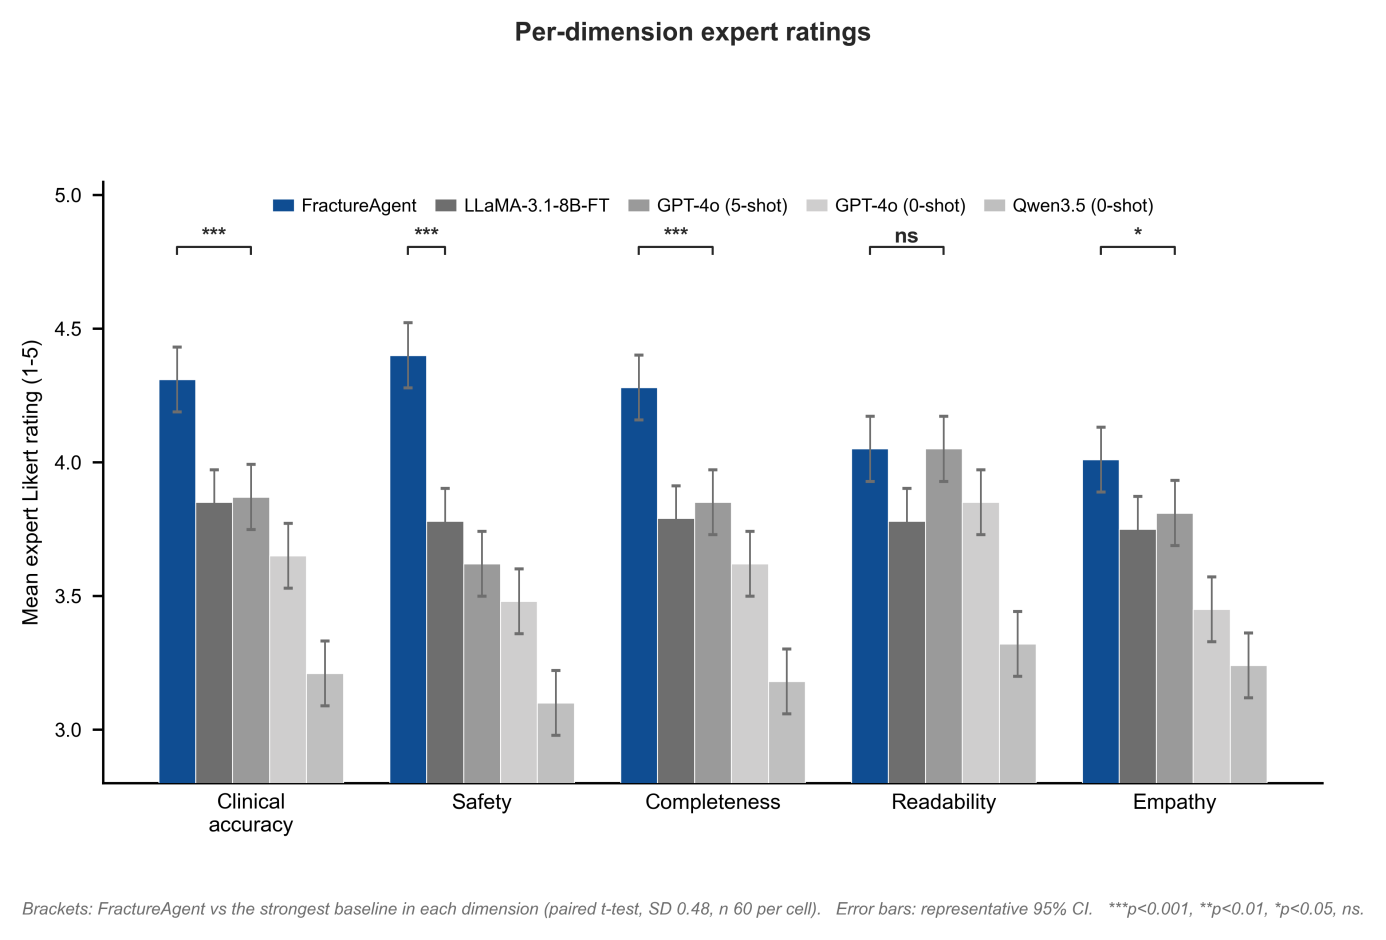 Per-dimension expert ratings
FractureAgent LLaMA-3.1-8B-FT GPT-4o (5-shot) GPT-4o (0-shot) Qwen3.5 (0-shot)
*** *** *** ns *
Mean expert Likert rating (1-5)
5.0
4.5
4.0
3.5
3.0
Clinical
accuracy
Safety
Completeness
Readability
Empathy
Brackets: FractureAgent vs the strongest baseline in each dimension (paired t-test, SD 0.48, n 60 per cell). Error bars: representative 95% CI. ***p<0.001, **p<0.01, *p<0.05, ns.